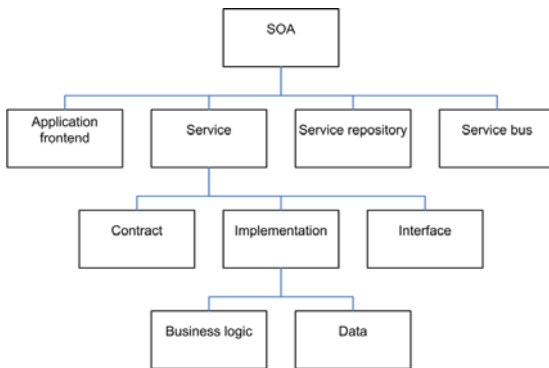 SOA
Application
frontend
Service
Service repository
Service bus
Contract
Implementation
Interface
Business logic
Data